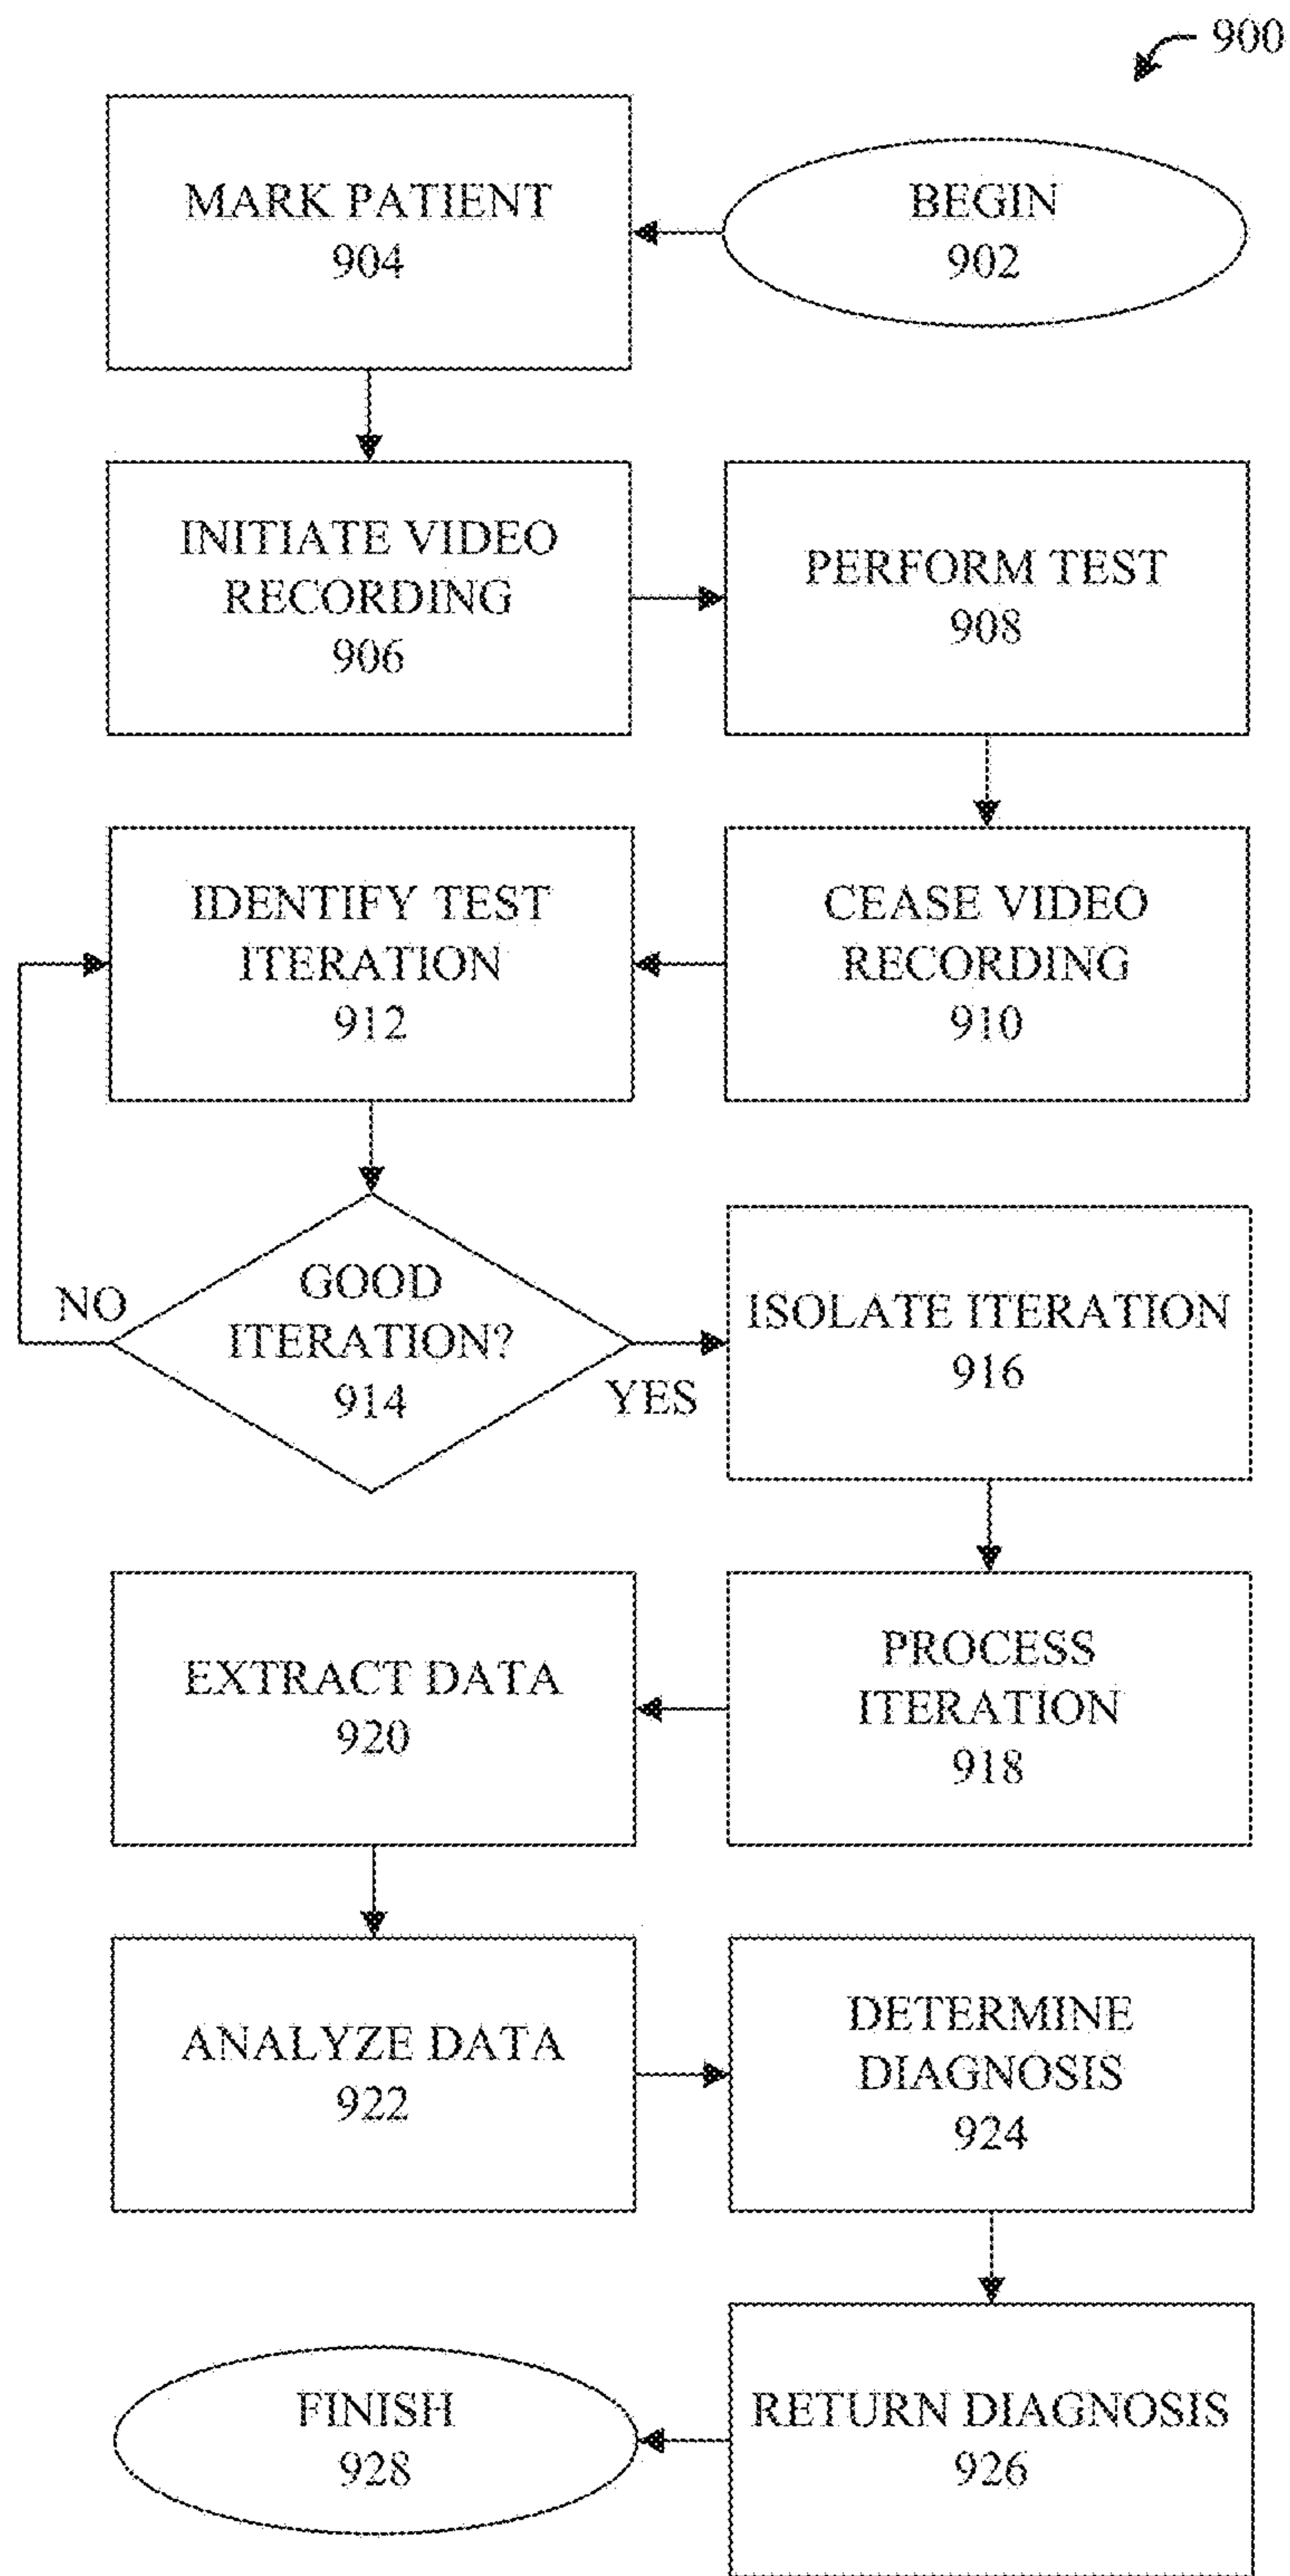 900
BEGIN
902
MARK PATIENT
904
INITIATE VIDEO
RECORDING
906
PERFORM TEST
908
CEASE VIDEO
RECORDING
910
IDENTIFY TEST
ITERATION
912
GOOD
ITERATION?
914
NO
YES
ISOLATE ITERATION
916
PROCESS
ITERATION
918
EXTRACT DATA
920
ANALYZE DATA
922
DETERMINE
DIAGNOSIS
924
RETURN DIAGNOSIS
926
FINISH
928